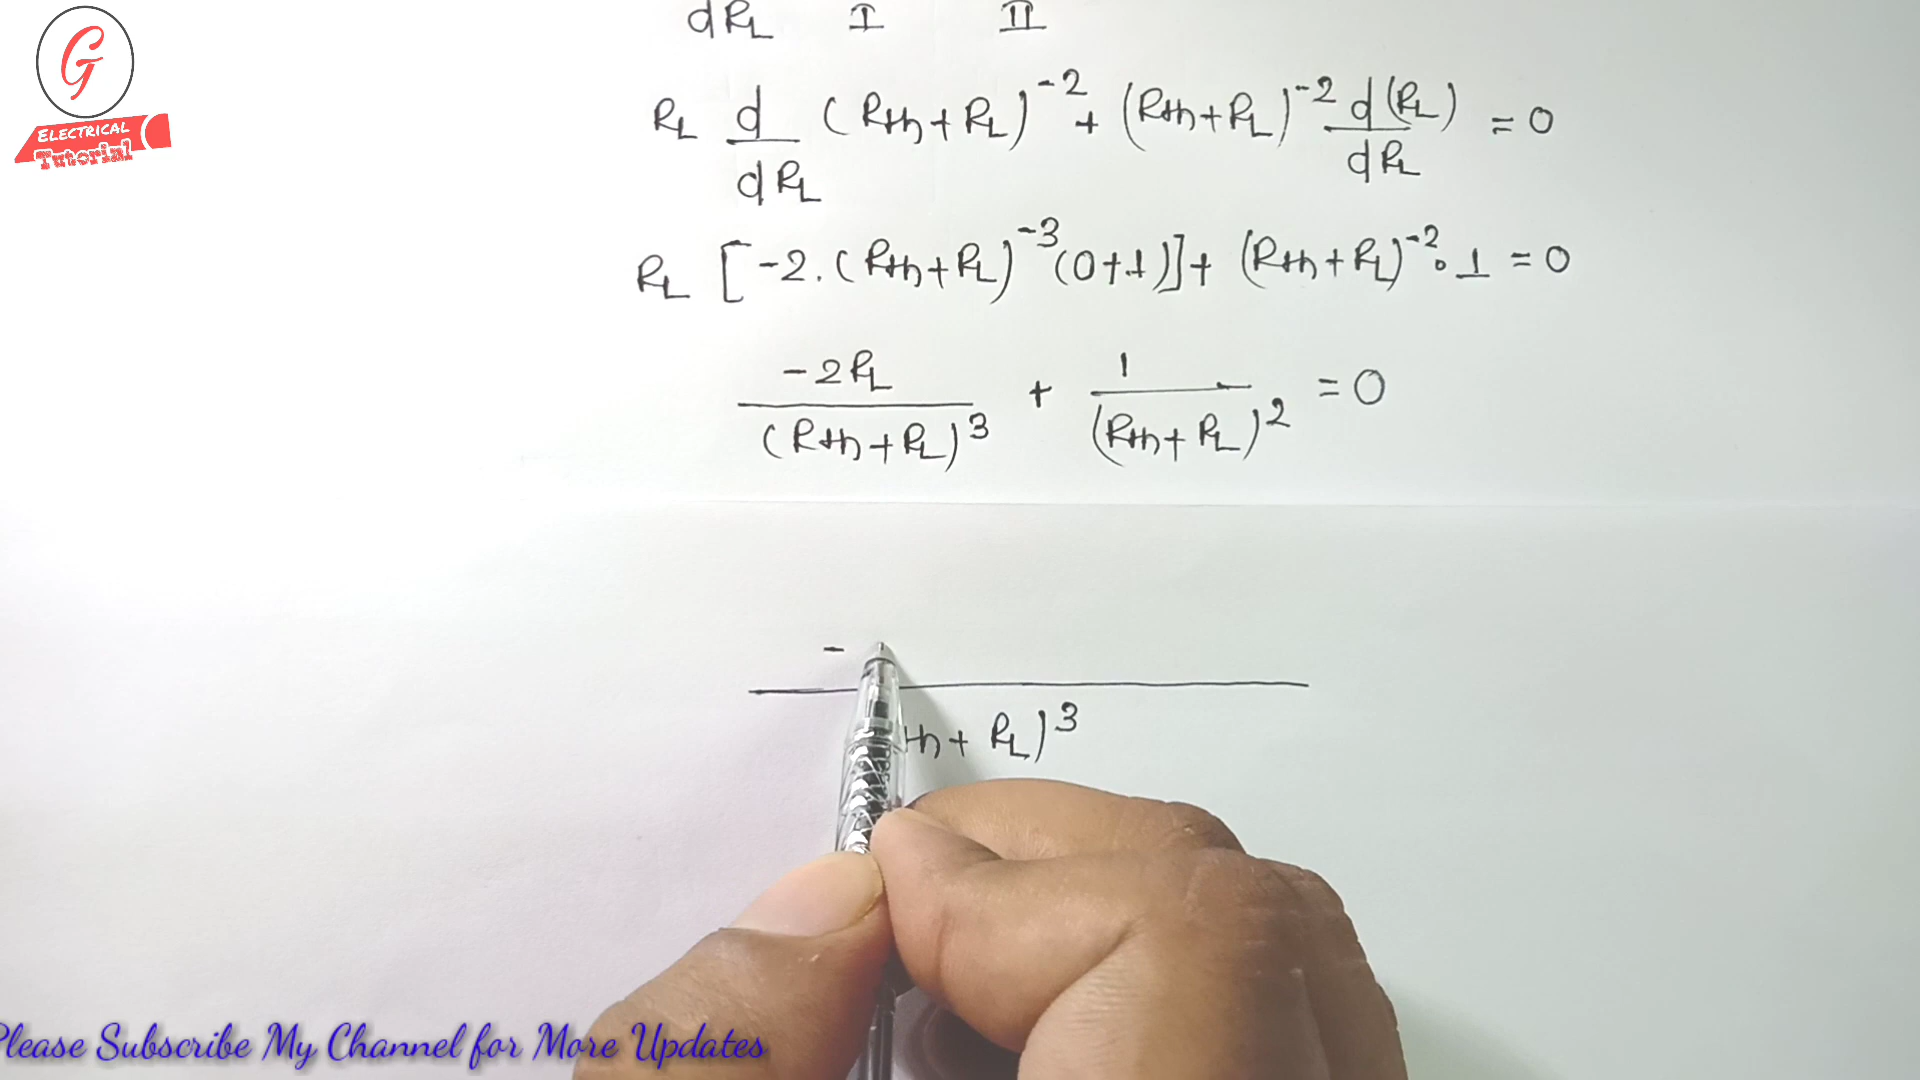 G
ELECTRICAL
Tutorial
dRL I II
RL d/dRL (Rth+RL)^-2 + (Rth+RL)^-2 d(RL)/dRL = 0
RL [-2.(Rth+RL)^-3 (0+1)] + (Rth+RL)^-2 . 1 = 0
-2RL/(Rth+RL)^3 + 1/(Rth+RL)^2 = 0
-
th + RL)^3
Please Subscribe My Channel for More Updates